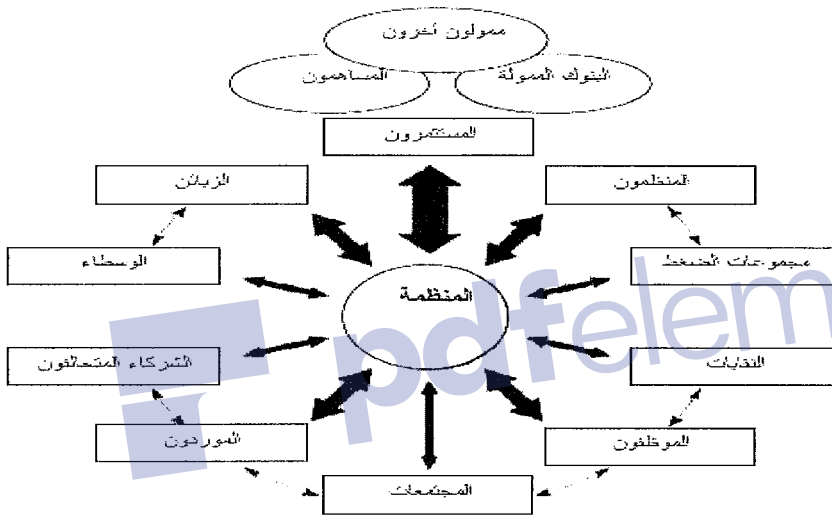 ممولون آخرون
البنوك الممولة
المساهمون
المستثمرون
المنظمون
الزبائن
مجموعات الضغط
الوسطاء
المنظمة
النقابات
الشركاء المتحالفون
الموظفون
الموردون
المجتمعات
pdfelem